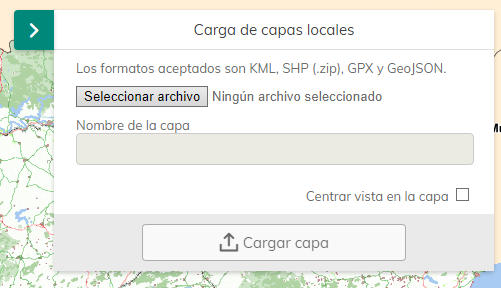 Carga de capas locales
Los formatos aceptados son KML, SHP (.zip), GPX y GeoJSON.
Seleccionar archivo Ningún archivo seleccionado
Nombre de la capa
Centrar vista en la capa
Cargar capa